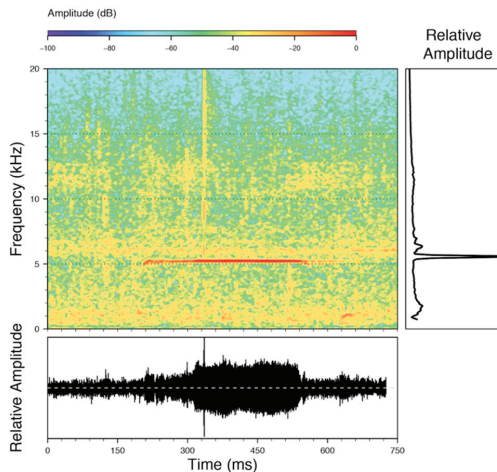 Amplitude (dB)
-100 -80 -60 -40 -20 0
Relative
Amplitude
20
15
10
5
0
Frequency (kHz)
Relative Amplitude
0 150 300 450 600 750
Time (ms)